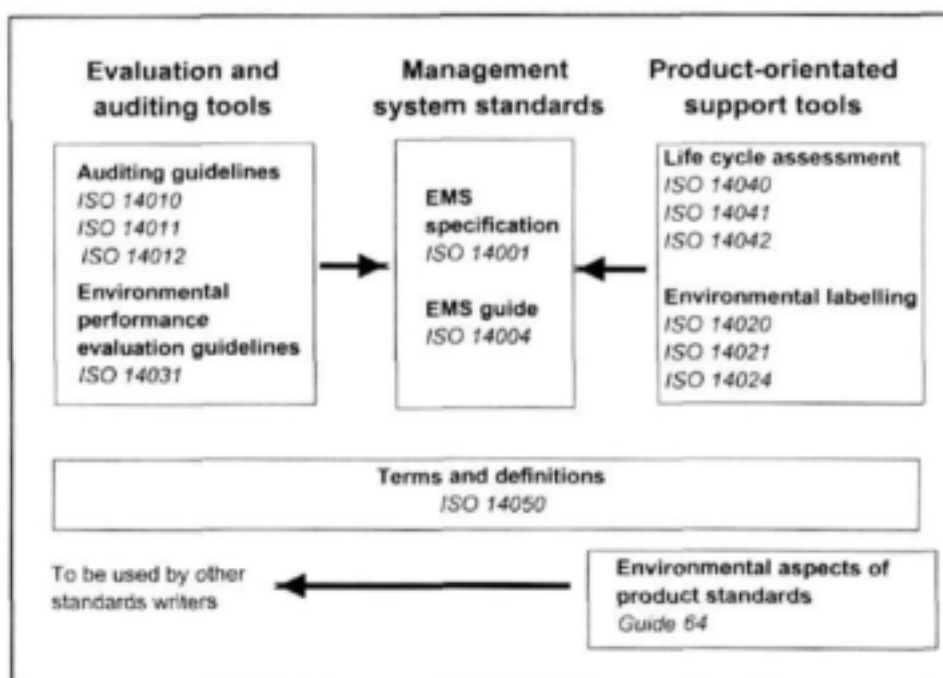 Evaluation and
auditing tools
Auditing guidelines
ISO 14010
ISO 14011
ISO 14012
Environmental
performance
evaluation guidelines
ISO 14031
Management
system standards
EMS
specification
ISO 14001
EMS guide
ISO 14004
Product-orientated
support tools
Life cycle assessment
ISO 14040
ISO 14041
ISO 14042
Environmental labelling
ISO 14020
ISO 14021
ISO 14024
Terms and definitions
ISO 14050
To be used by other
standards writers
Environmental aspects of
product standards
Guide 64